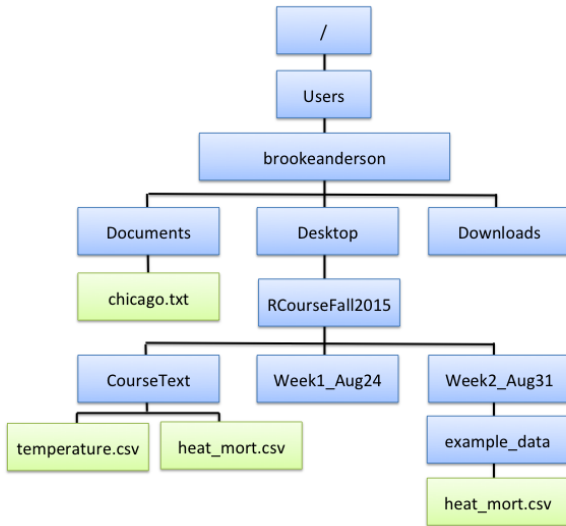 /
Users
brookeanderson
Documents
Desktop
Downloads
chicago.txt
RCourseFall2015
CourseText
Week1_Aug24
Week2_Aug31
temperature.csv
heat_mort.csv
example_data
heat_mort.csv